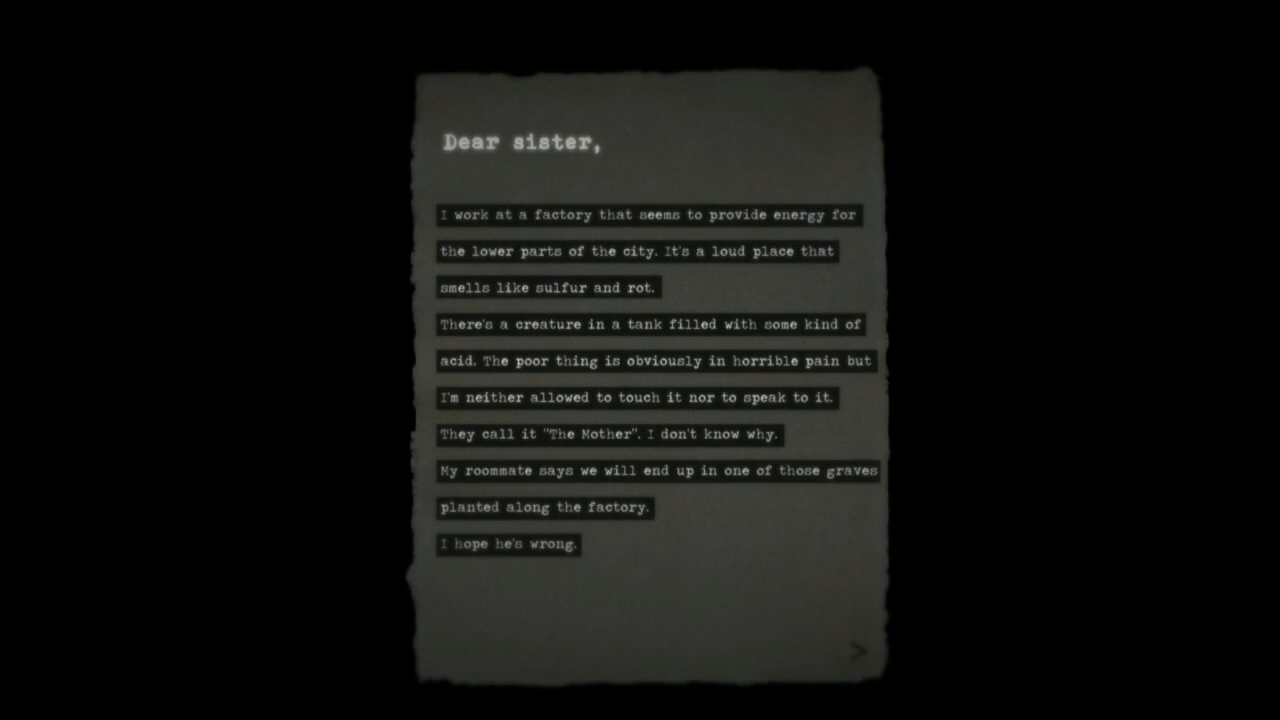 Dear sister,
I work at a factory that seems to provide energy for
the lower parts of the city. It's a loud place that
smells like sulfur and rot.
There's a creature in a tank filled with some kind of
acid. The poor thing is obviously in horrible pain but
I'm neither allowed to touch it nor to speak to it.
They call it "The Mother". I don't know why.
My roommate says we will end up in one of those graves
planted along the factory.
I hope he's wrong.
>